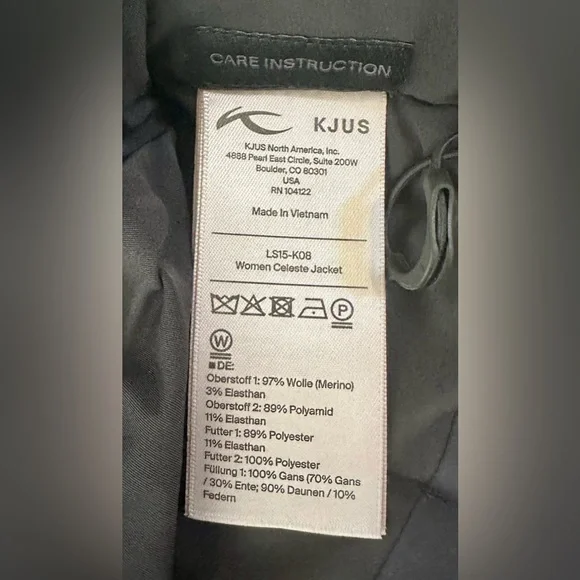 CARE INSTRUCTION
KJUS
KJUS North America, Inc.
4888 Pearl East Circle, Suite 200W
Boulder, CO 80301
USA
RN 104122
Made In Vietnam
LS15-K08
Women Celeste Jacket
P
W
DE:
Oberstoff 1: 97% Wolle (Merino)
3% Elasthan
Oberstoff 2: 89% Polyamid
11% Elasthan
Futter 1: 89% Polyester
11% Elasthan
Futter 2: 100% Polyester
Füllung 1: 100% Gans (70% Gans
/ 30% Ente; 90% Daunen / 10%
Federn